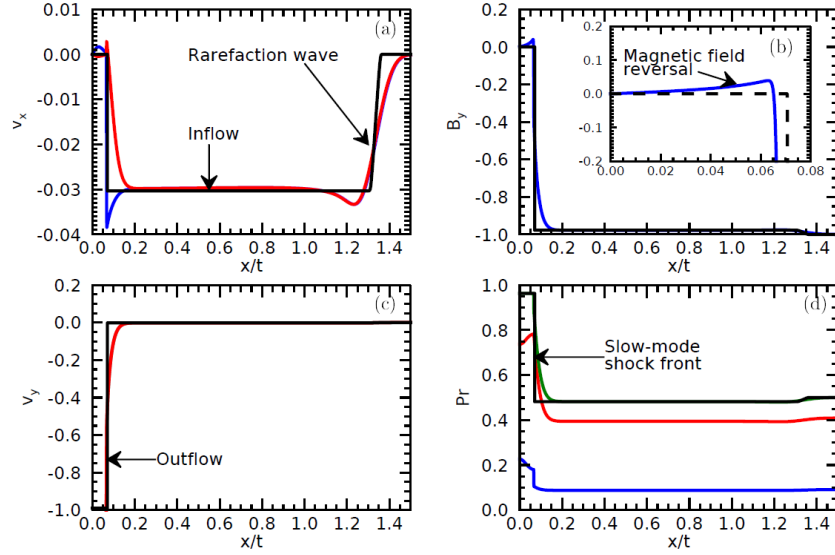 0.00
-0.01
-0.02
-0.03
-0.04
v_x
(a)
Rarefaction wave
Inflow
0.0 0.2 0.4 0.6 0.8 1.0 1.2 1.4
x/t
0.2
0.0
-0.2
-0.4
-0.6
-0.8
-1.0
B_y
(b)
Magnetic field
reversal
0.2
0.1
0.0
-0.1
-0.2
0.00 0.02 0.04 0.06 0.08
0.0 0.2 0.4 0.6 0.8 1.0 1.2 1.4
x/t
0.2
0.0
-0.2
-0.4
-0.6
-0.8
-1.0
v_y
(c)
Outflow
0.0 0.2 0.4 0.6 0.8 1.0 1.2 1.4
x/t
1.0
0.8
0.6
0.4
0.2
0.0
Pr
(d)
Slow-mode
shock front
0.0 0.2 0.4 0.6 0.8 1.0 1.2 1.4
x/t